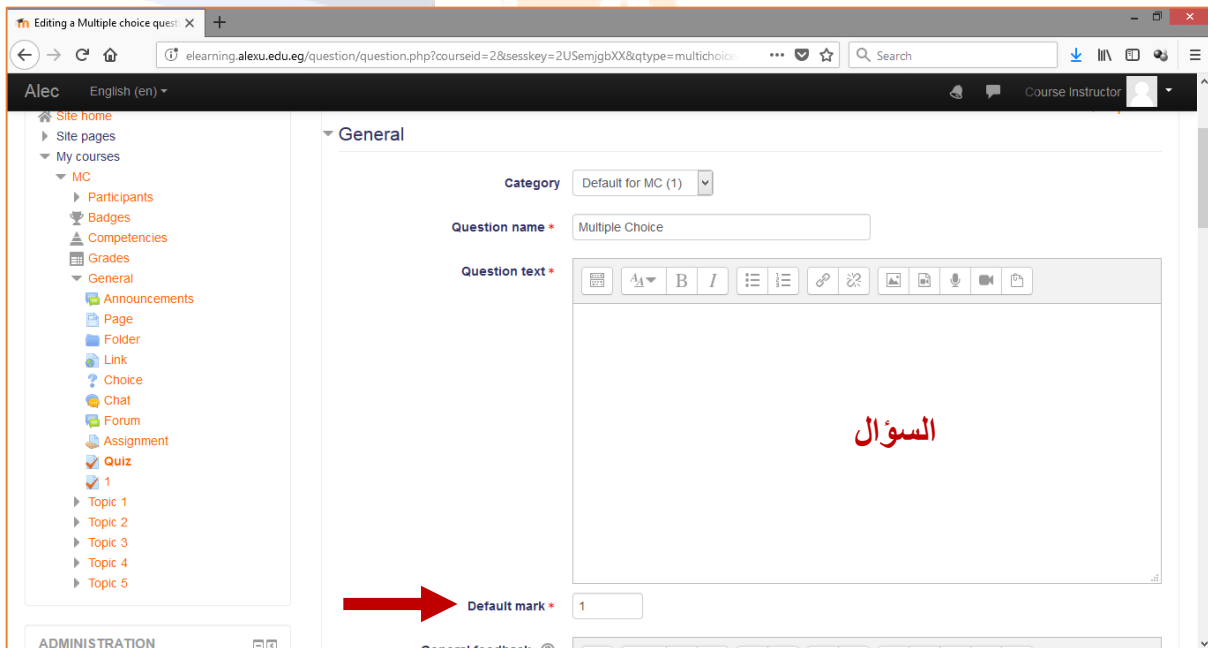 Editing a Multiple choice quest
elearning.alexu.edu.eg/question/question.php?courseid=2&sesskey=2USemjgbXX&qtype=multichoice
Search
Alec English (en)
Course Instructor
Site home
Site pages
My courses
MC
Participants
Badges
Competencies
Grades
General
Announcements
Page
Folder
Link
Choice
Chat
Forum
Assignment
Quiz
1
Topic 1
Topic 2
Topic 3
Topic 4
Topic 5
ADMINISTRATION
General
Category Default for MC (1)
Question name * Multiple Choice
Question text *
السؤال
Default mark * 1
General feedback